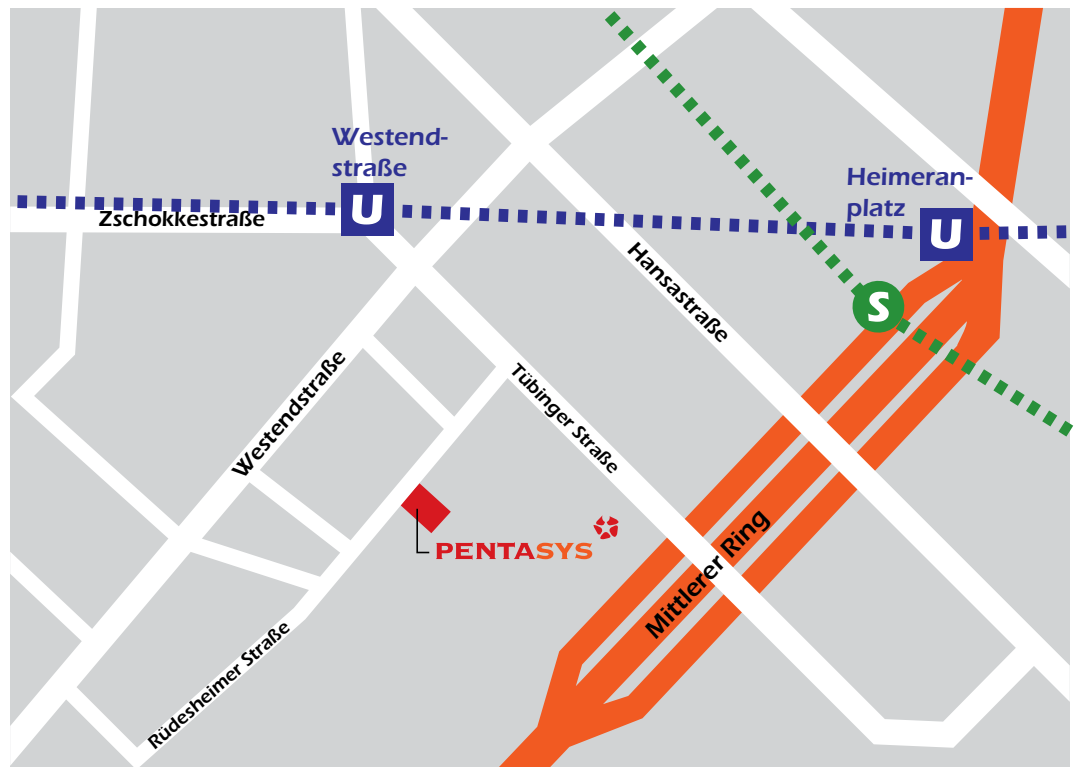 Westend-
straße
U
Zschokkestraße
Heimeran-
platz
U
Hansastraße
S
Westendstraße
Tübinger Straße
PENTASYS
Mittlerer Ring
Rüdesheimer Straße